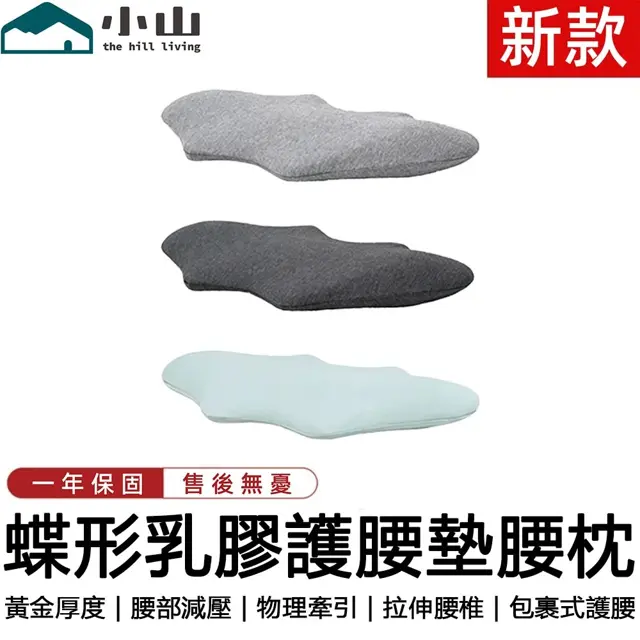 小山
the hill living
新款
一年保固 售後無憂
蝶形乳膠護腰墊腰枕
黃金厚度|腰部減壓|物理牽引|拉伸腰椎|包裹式護腰